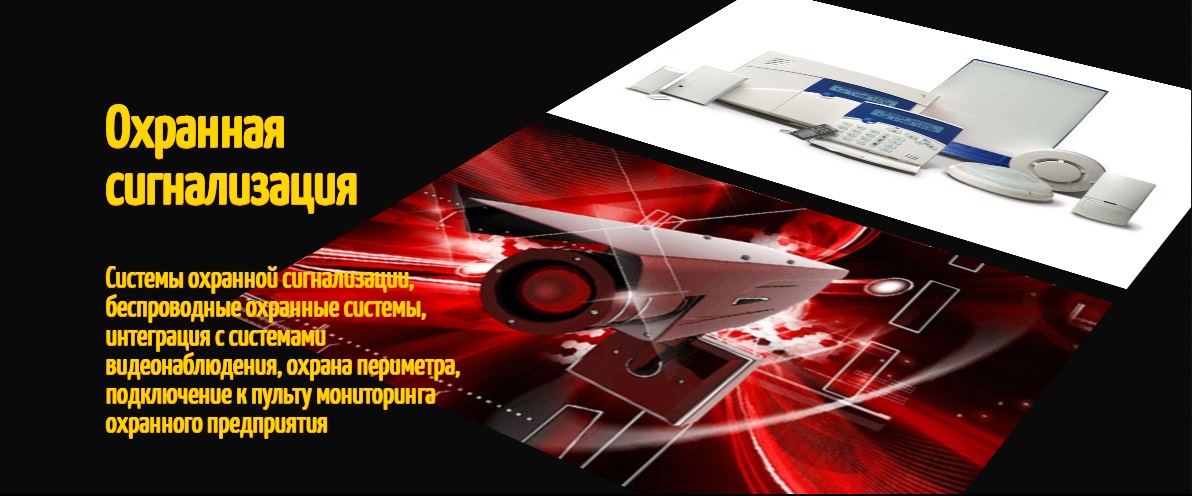 Охранная
сигнализация
Системы охранной сигнализации,
беспроводные охранные системы,
интеграция с системами
видеонаблюдения, охрана периметра,
подключение к пульту мониторинга
охранного предприятия